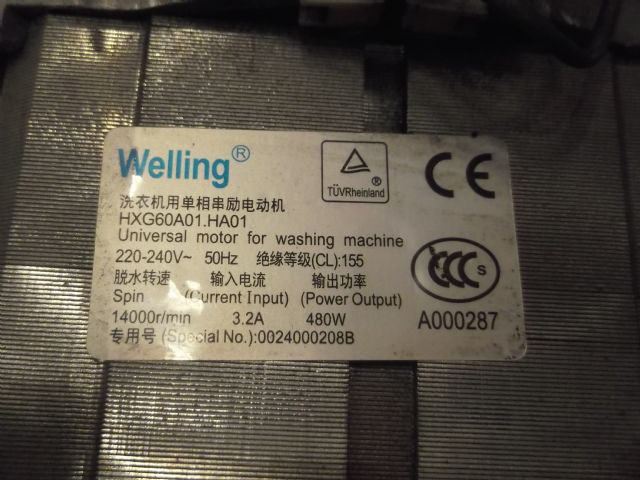 Welling®
TÜVRheinland®
CE
洗衣机用单相串励电动机
HXG60A01.HA01
Universal motor for washing machine
220-240V~ 50Hz 绝缘等级(CL):155
脱水转速 输入电流 输出功率
Spin (Current Input) (Power Output)
14000r/min 3.2A 480W
专用号 (Special No.):0024000208B
CCC S
A000287